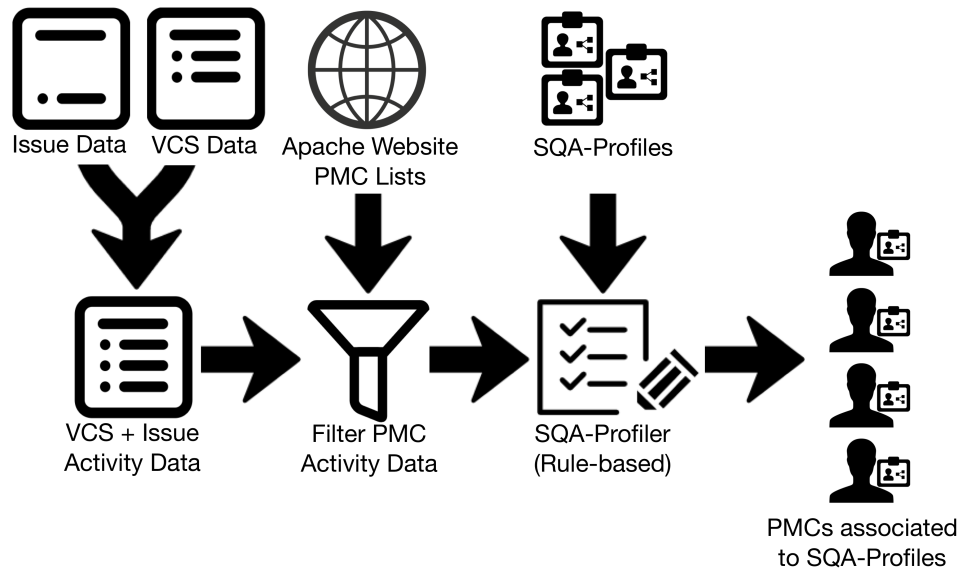 Issue Data
VCS Data
Apache Website
PMC Lists
SQA-Profiles
VCS + Issue
Activity Data
Filter PMC
Activity Data
SQA-Profiler
(Rule-based)
PMCs associated
to SQA-Profiles